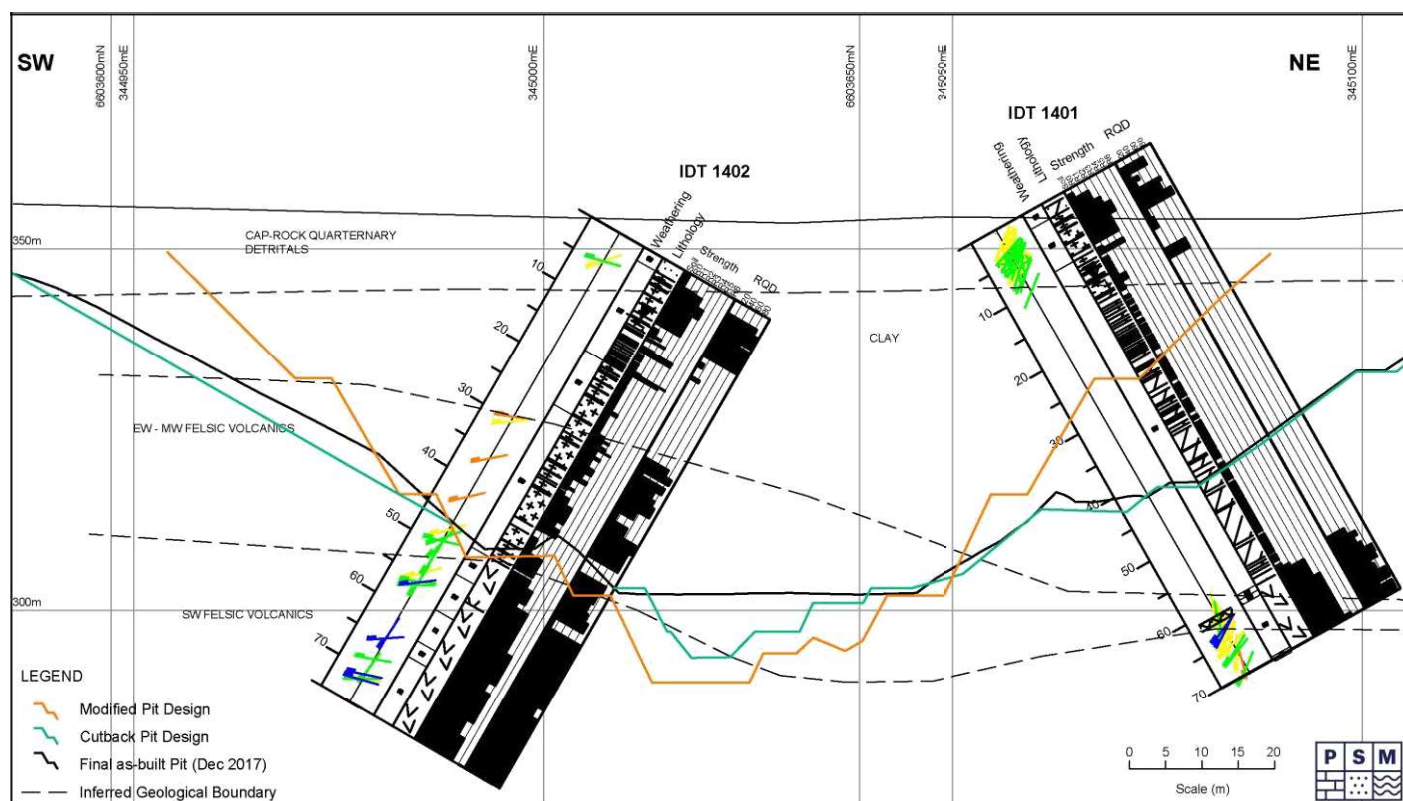 SW
NE
6603600mN
344950mE
345000mE
6603650mN
345050mE
345100mE
IDT 1401
Weathering
Lithology
Strength
RQD
IDT 1402
Weathering
Lithology
Strength
RQD
350m
CAP-ROCK QUARTERNARY
DETRITALS
CLAY
EW - MW FELSIC VOLCANICS
300m
SW FELSIC VOLCANICS
10
20
30
40
50
60
70
10
20
30
40
50
60
70
LEGEND
Modified Pit Design
Cutback Pit Design
Final as-built Pit (Dec 2017)
Inferred Geological Boundary
0 5 10 15 20
Scale (m)
P S M